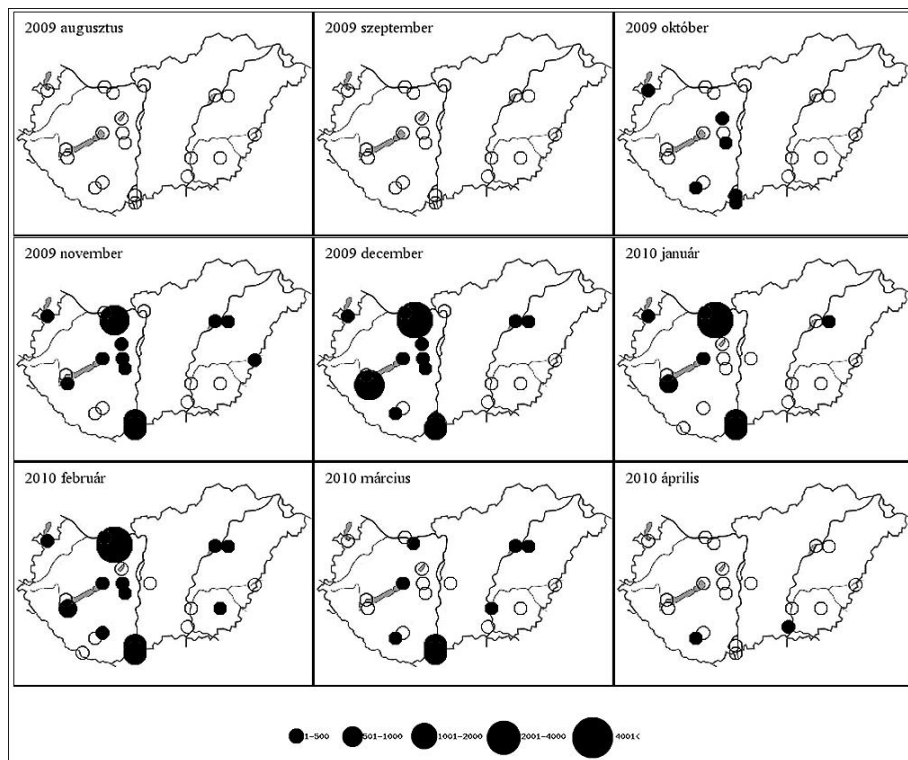 2009 augusztus
2009 szeptember
2009 október
2009 november
2009 december
2010 január
2010 február
2010 március
2010 április
1-500
501-1000
1001-2000
2001-4000
4001<